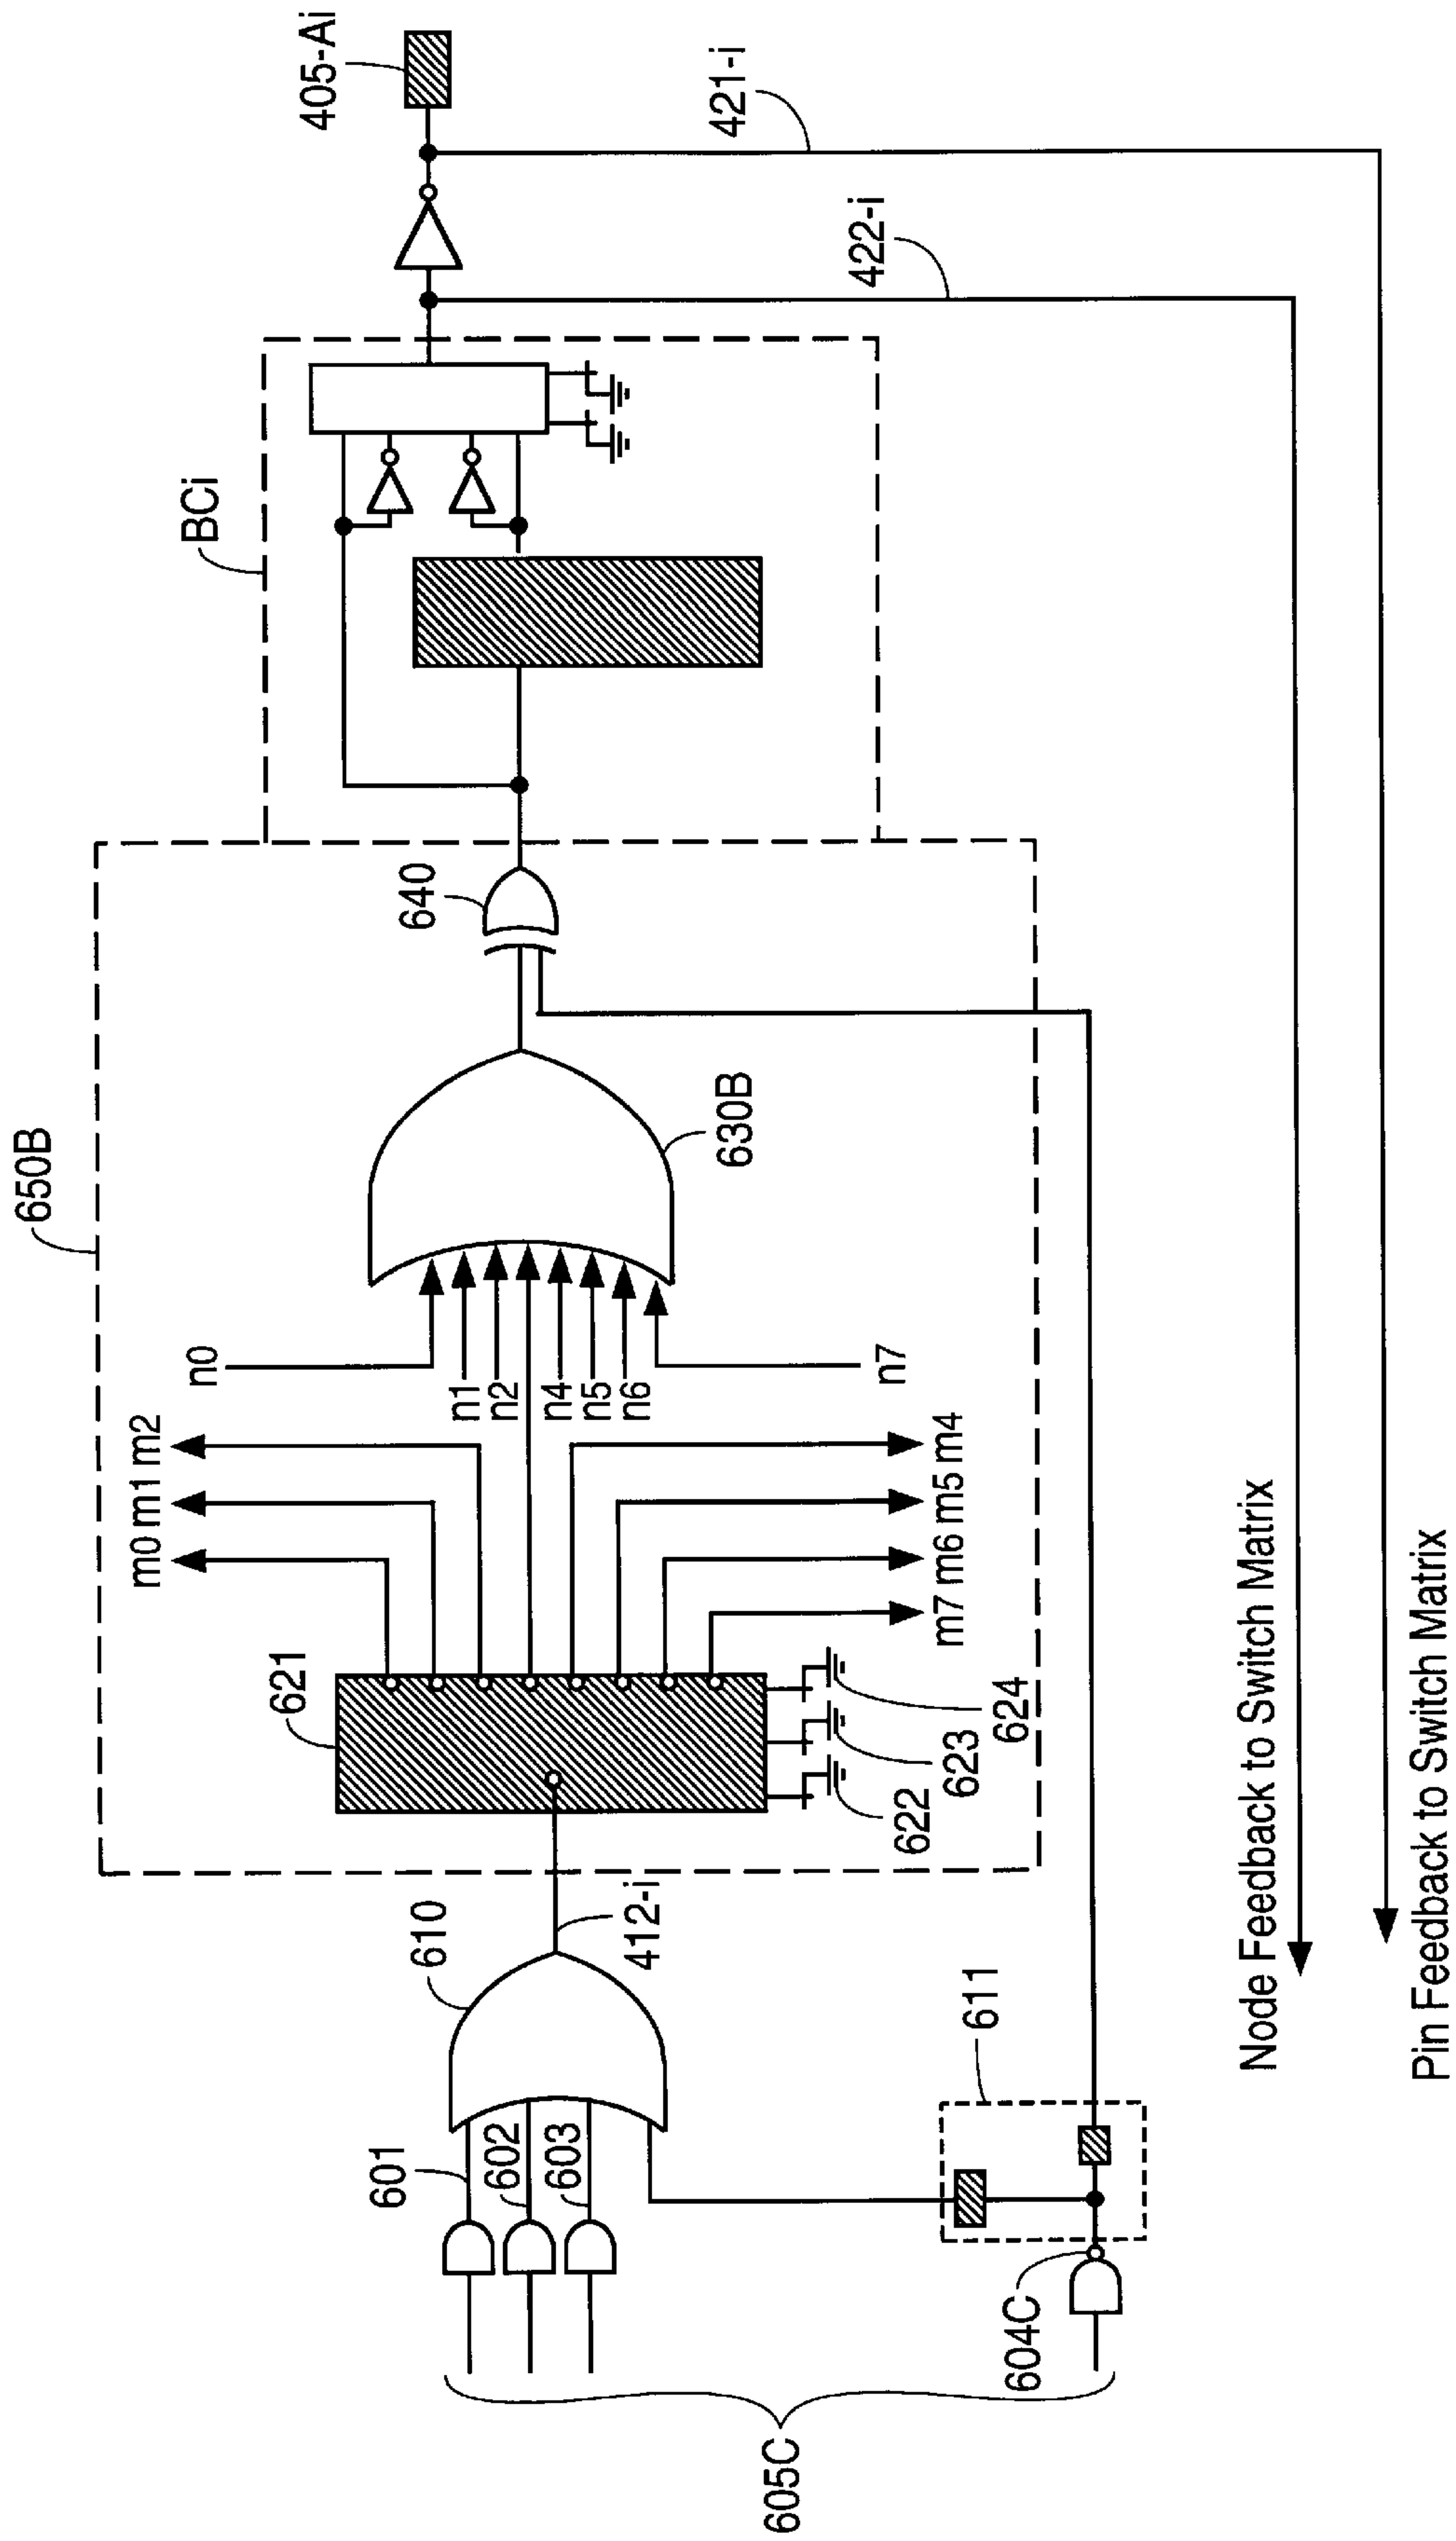 605C
601
602
603
604C
610
611
412-i
650B
621
622
623
624
m0 m1 m2
m7 m6 m5 m4
n0
n1
n2
n4
n5
n6
n7
630B
640
BCi
405-Ai
421-i
422-i
Node Feedback to Switch Matrix
Pin Feedback to Switch Matrix